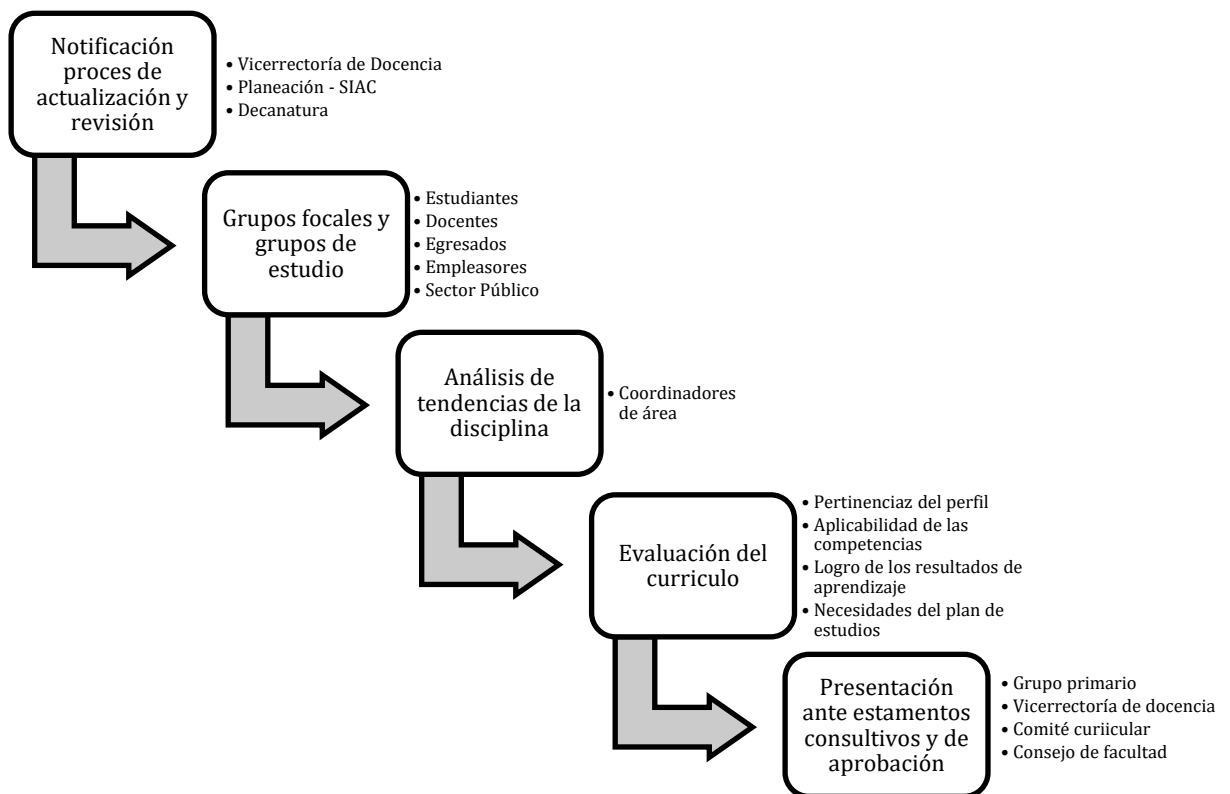 Notificación
proces de
actualización y
revisión
• Vicerrectoría de Docencia
• Planeación - SIAC
• Decanatura
Grupos focales y
grupos de
estudio
• Estudiantes
• Docentes
• Egresados
• Empleasores
• Sector Público
Análisis de
tendencias de la
disciplina
• Coordinadores
de área
Evaluación del
curriculo
• Pertinenciaz del perfil
• Aplicabilidad de las
competencias
• Logro de los resultados de
aprendizaje
• Necesidades del plan de
estudios
Presentación
ante estamentos
consultivos y de
aprobación
• Grupo primario
• Vicerrectoría de docencia
• Comité curiicular
• Consejo de facultad